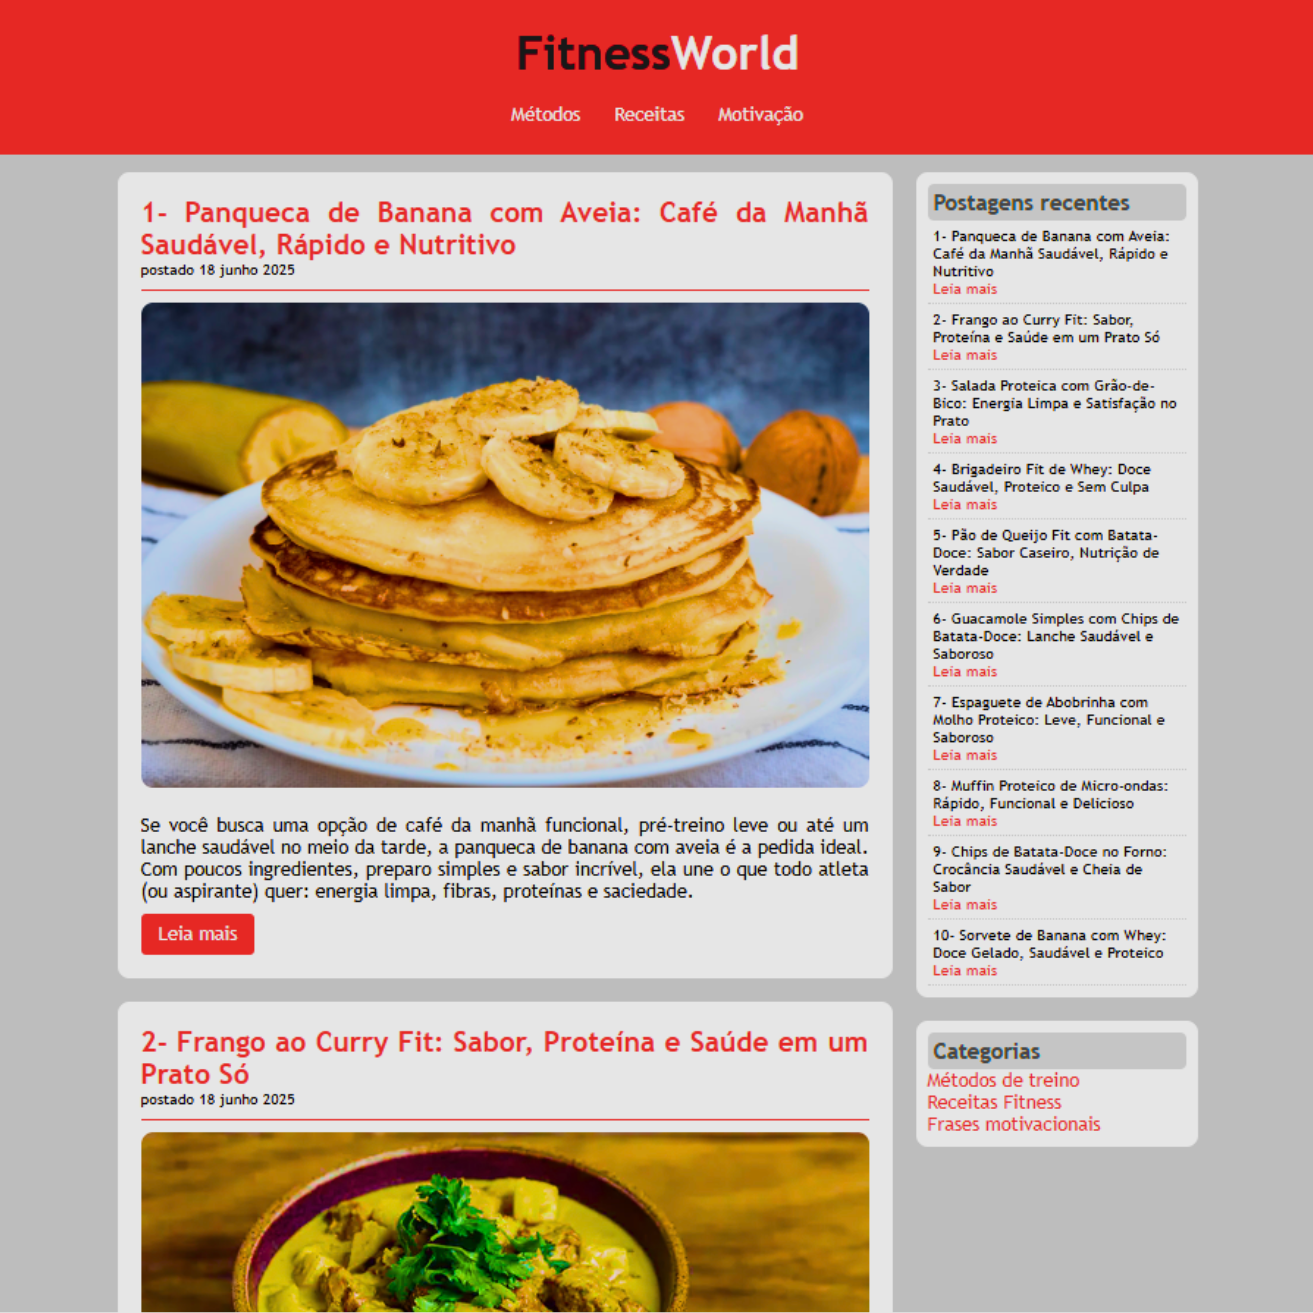 FitnessWorld
Métodos Receitas Motivação
1- Panqueca de Banana com Aveia: Café da Manhã
Saudável, Rápido e Nutritivo
postado 18 junho 2025
Se você busca uma opção de café da manhã funcional, pré-treino leve ou até um
lanche saudável no meio da tarde, a panqueca de banana com aveia é a pedida ideal.
Com poucos ingredientes, preparo simples e sabor incrível, ela une o que todo atleta
(ou aspirante) quer: energia limpa, fibras, proteínas e saciedade.
Leia mais
2- Frango ao Curry Fit: Sabor, Proteína e Saúde em um
Prato Só
postado 18 junho 2025
Postagens recentes
1- Panqueca de Banana com Aveia:
Café da Manhã Saudável, Rápido e
Nutritivo
Leia mais
2- Frango ao Curry Fit: Sabor,
Proteína e Saúde em um Prato Só
Leia mais
3- Salada Proteica com Grão-de-
Bico: Energia Limpa e Satisfação no
Prato
Leia mais
4- Brigadeiro Fit de Whey: Doce
Saudável, Proteico e Sem Culpa
Leia mais
5- Pão de Queijo Fit com Batata-
Doce: Sabor Caseiro, Nutrição de
Verdade
Leia mais
6- Guacamole Simples com Chips de
Batata-Doce: Lanche Saudável e
Saboroso
Leia mais
7- Espaguete de Abobrinha com
Molho Proteico: Leve, Funcional e
Saboroso
Leia mais
8- Muffin Proteico de Micro-ondas:
Rápido, Funcional e Delicioso
Leia mais
9- Chips de Batata-Doce no Forno:
Crocância Saudável e Cheia de
Sabor
Leia mais
10- Sorvete de Banana com Whey:
Doce Gelado, Saudável e Proteico
Leia mais
Categorias
Métodos de treino
Receitas Fitness
Frases motivacionais